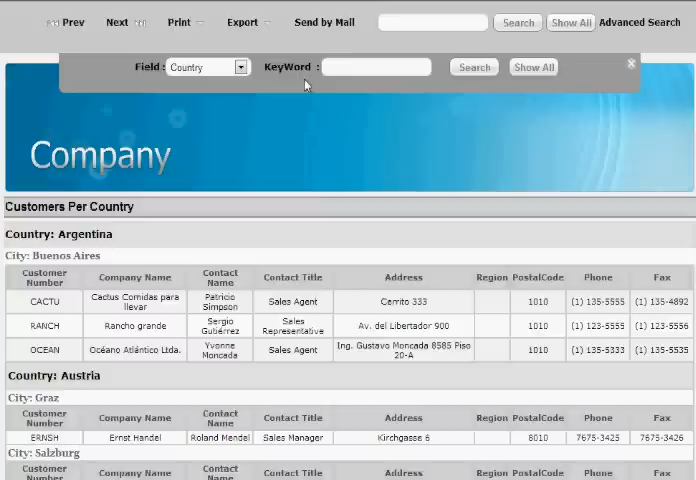 Prev Next Print Export Send by Mail Search Show All Advanced Search
Field: Country KeyWord : Search Show All
Company
Customers Per Country
Country: Argentina
City: Buenos Aires
Customer Number Company Name Contact Name Contact Title Address Region PostalCode Phone Fax
CACTU Cactus Comidas para llevar Patricio Simpson Sales Agent Cerrito 333 1010 (1) 135-5555 (1) 135-4892
RANCH Rancho grande Sergio Gutiérrez Sales Representative Av. del Libertador 900 1010 (1) 123-5555 (1) 123-5556
OCEAN Océano Atlántico Ltda. Yvonne Moncada Sales Agent Ing. Gustavo Moncada 8585 Piso 20-A 1010 (1) 135-5333 (1) 135-5535
Country: Austria
City: Graz
Customer Number Company Name Contact Name Contact Title Address Region PostalCode Phone Fax
ERNSH Ernst Handel Roland Mendel Sales Manager Kirchgasse 6 8010 7675-3425 7675-3426
City: Salzburg
Customer Company Name Contact Contact Title Address Region PostalCode Phone Fax